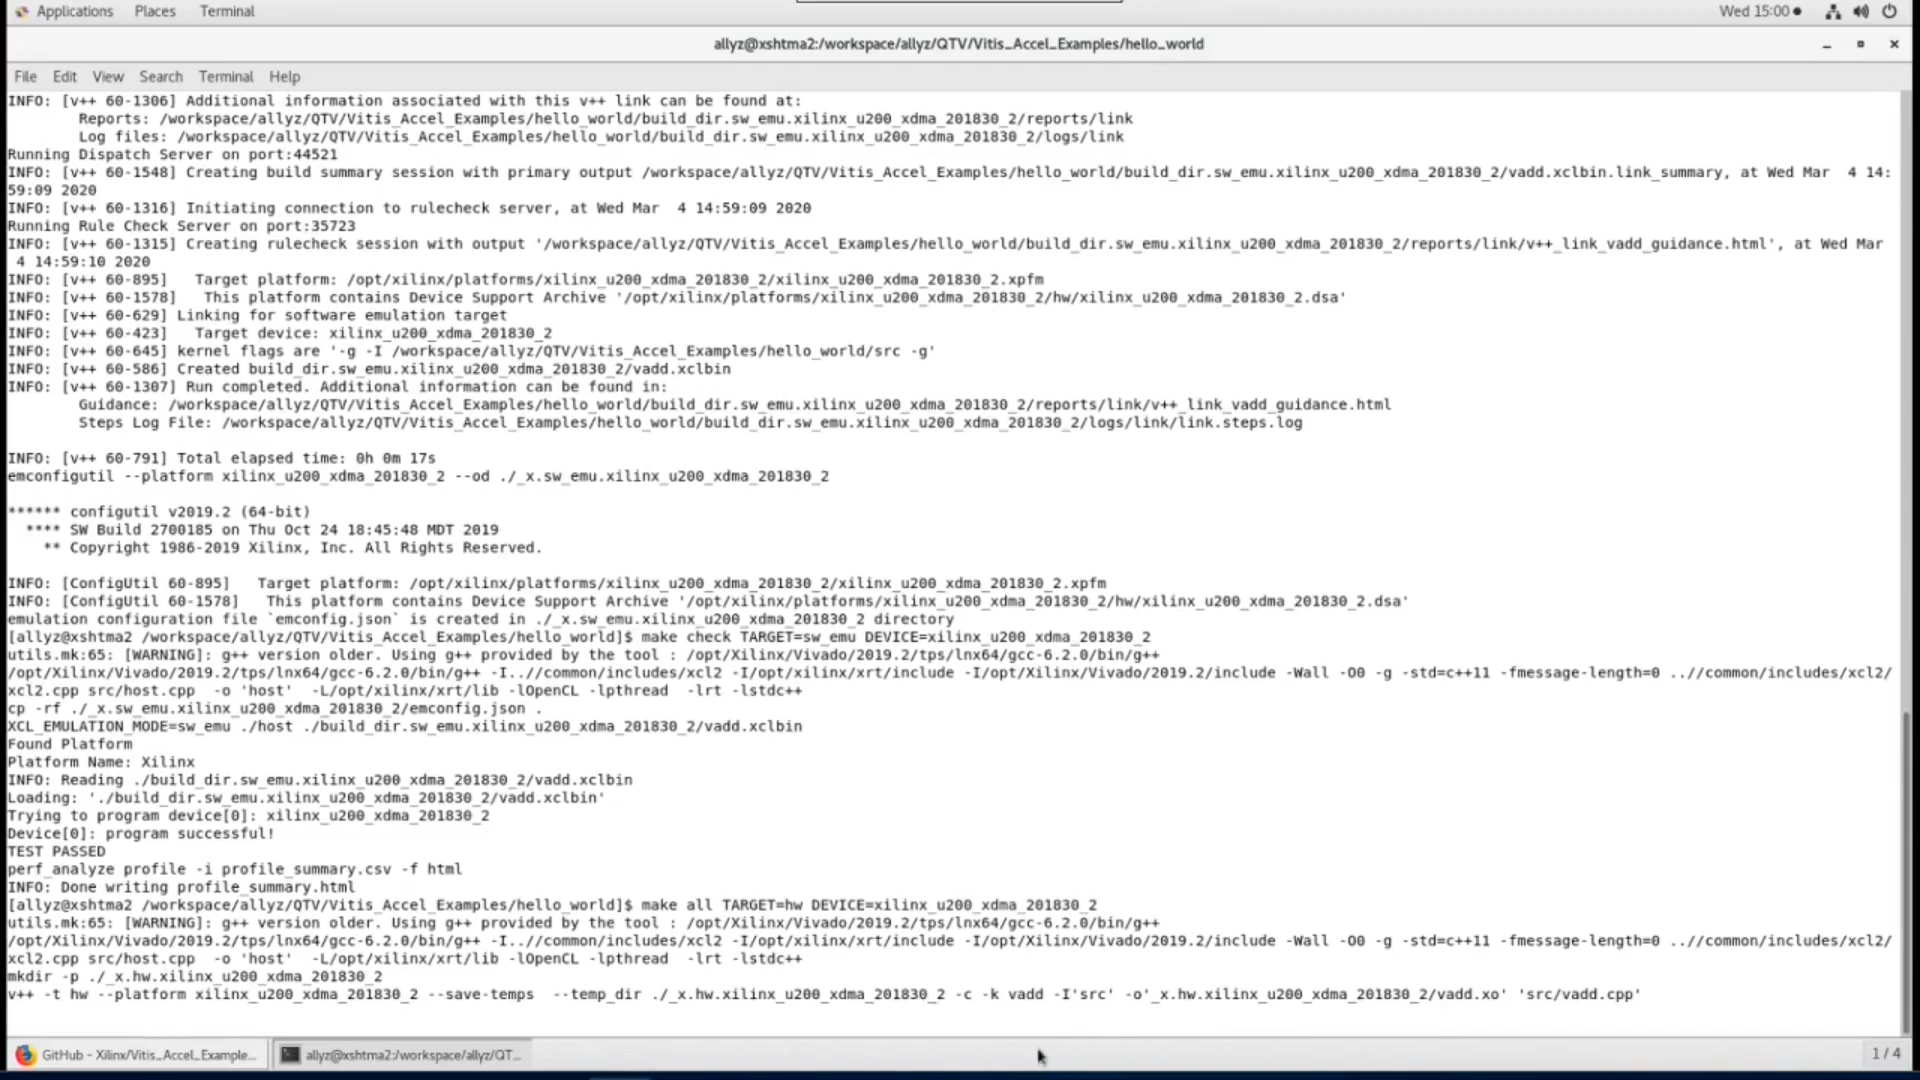 Applications Places Terminal Wed 15:00
allyz@xshtma2:/workspace/allyz/QTV/Vitis_Accel_Examples/hello_world
File Edit View Search Terminal Help
INFO: [v++ 60-1306] Additional information associated with this v++ link can be found at:
Reports: /workspace/allyz/QTV/Vitis_Accel_Examples/hello_world/build_dir.sw_emu.xilinx_u200_xdma_201830_2/reports/link
Log files: /workspace/allyz/QTV/Vitis_Accel_Examples/hello_world/build_dir.sw_emu.xilinx_u200_xdma_201830_2/logs/link
Running Dispatch Server on port:44521
INFO: [v++ 60-1548] Creating build summary session with primary output /workspace/allyz/QTV/Vitis_Accel_Examples/hello_world/build_dir.sw_emu.xilinx_u200_xdma_201830_2/vadd.xclbin.link_summary, at Wed Mar  4 14:
59:09 2020
INFO: [v++ 60-1316] Initiating connection to rulecheck server, at Wed Mar  4 14:59:09 2020
Running Rule Check Server on port:35723
INFO: [v++ 60-1315] Creating rulecheck session with output '/workspace/allyz/QTV/Vitis_Accel_Examples/hello_world/build_dir.sw_emu.xilinx_u200_xdma_201830_2/reports/link/v++_link_vadd_guidance.html', at Wed Mar
4 14:59:10 2020
INFO: [v++ 60-895]   Target platform: /opt/xilinx/platforms/xilinx_u200_xdma_201830_2/xilinx_u200_xdma_201830_2.xpfm
INFO: [v++ 60-1578]   This platform contains Device Support Archive '/opt/xilinx/platforms/xilinx_u200_xdma_201830_2/hw/xilinx_u200_xdma_201830_2.dsa'
INFO: [v++ 60-629] Linking for software emulation target
INFO: [v++ 60-423]   Target device: xilinx_u200_xdma_201830_2
INFO: [v++ 60-645] kernel flags are '-g -I /workspace/allyz/QTV/Vitis_Accel_Examples/hello_world/src -g'
INFO: [v++ 60-586] Created build_dir.sw_emu.xilinx_u200_xdma_201830_2/vadd.xclbin
INFO: [v++ 60-1307] Run completed. Additional information can be found in:
Guidance: /workspace/allyz/QTV/Vitis_Accel_Examples/hello_world/build_dir.sw_emu.xilinx_u200_xdma_201830_2/reports/link/v++_link_vadd_guidance.html
Steps Log File: /workspace/allyz/QTV/Vitis_Accel_Examples/hello_world/build_dir.sw_emu.xilinx_u200_xdma_201830_2/logs/link/link.steps.log
INFO: [v++ 60-791] Total elapsed time: 0h 0m 17s
emconfigutil --platform xilinx_u200_xdma_201830_2 --od ./_x.sw_emu.xilinx_u200_xdma_201830_2
****** configutil v2019.2 (64-bit)
**** SW Build 2700185 on Thu Oct 24 18:45:48 MDT 2019
** Copyright 1986-2019 Xilinx, Inc. All Rights Reserved.
INFO: [ConfigUtil 60-895]   Target platform: /opt/xilinx/platforms/xilinx_u200_xdma_201830_2/xilinx_u200_xdma_201830_2.xpfm
INFO: [ConfigUtil 60-1578]   This platform contains Device Support Archive '/opt/xilinx/platforms/xilinx_u200_xdma_201830_2/hw/xilinx_u200_xdma_201830_2.dsa'
emulation configuration file `emconfig.json` is created in ./_x.sw_emu.xilinx_u200_xdma_201830_2 directory
[allyz@xshtma2 /workspace/allyz/QTV/Vitis_Accel_Examples/hello_world]$ make check TARGET=sw_emu DEVICE=xilinx_u200_xdma_201830_2
utils.mk:65: [WARNING]: g++ version older. Using g++ provided by the tool : /opt/Xilinx/Vivado/2019.2/tps/lnx64/gcc-6.2.0/bin/g++
/opt/Xilinx/Vivado/2019.2/tps/lnx64/gcc-6.2.0/bin/g++ -I..//common/includes/xcl2 -I/opt/xilinx/xrt/include -I/opt/Xilinx/Vivado/2019.2/include -Wall -O0 -g -std=c++11 -fmessage-length=0 ..//common/includes/xcl2/
xcl2.cpp src/host.cpp  -o 'host'  -L/opt/xilinx/xrt/lib -lOpenCL -lpthread  -lrt -lstdc++
cp -rf ./_x.sw_emu.xilinx_u200_xdma_201830_2/emconfig.json .
XCL_EMULATION_MODE=sw_emu ./host ./build_dir.sw_emu.xilinx_u200_xdma_201830_2/vadd.xclbin
Found Platform
Platform Name: Xilinx
INFO: Reading ./build_dir.sw_emu.xilinx_u200_xdma_201830_2/vadd.xclbin
Loading: './build_dir.sw_emu.xilinx_u200_xdma_201830_2/vadd.xclbin'
Trying to program device[0]: xilinx_u200_xdma_201830_2
Device[0]: program successful!
TEST PASSED
perf_analyze profile -i profile_summary.csv -f html
INFO: Done writing profile_summary.html
[allyz@xshtma2 /workspace/allyz/QTV/Vitis_Accel_Examples/hello_world]$ make all TARGET=hw DEVICE=xilinx_u200_xdma_201830_2
utils.mk:65: [WARNING]: g++ version older. Using g++ provided by the tool : /opt/Xilinx/Vivado/2019.2/tps/lnx64/gcc-6.2.0/bin/g++
/opt/Xilinx/Vivado/2019.2/tps/lnx64/gcc-6.2.0/bin/g++ -I..//common/includes/xcl2 -I/opt/xilinx/xrt/include -I/opt/Xilinx/Vivado/2019.2/include -Wall -O0 -g -std=c++11 -fmessage-length=0 ..//common/includes/xcl2/
xcl2.cpp src/host.cpp  -o 'host'  -L/opt/xilinx/xrt/lib -lOpenCL -lpthread  -lrt -lstdc++
mkdir -p ./_x.hw.xilinx_u200_xdma_201830_2
v++ -t hw --platform xilinx_u200_xdma_201830_2 --save-temps  --temp_dir ./_x.hw.xilinx_u200_xdma_201830_2 -c -k vadd -I'src' -o'_x.hw.xilinx_u200_xdma_201830_2/vadd.xo' 'src/vadd.cpp'
GitHub - Xilinx/Vitis_Accel_Example... allyz@xshtma2:/workspace/allyz/QT... 1 / 4